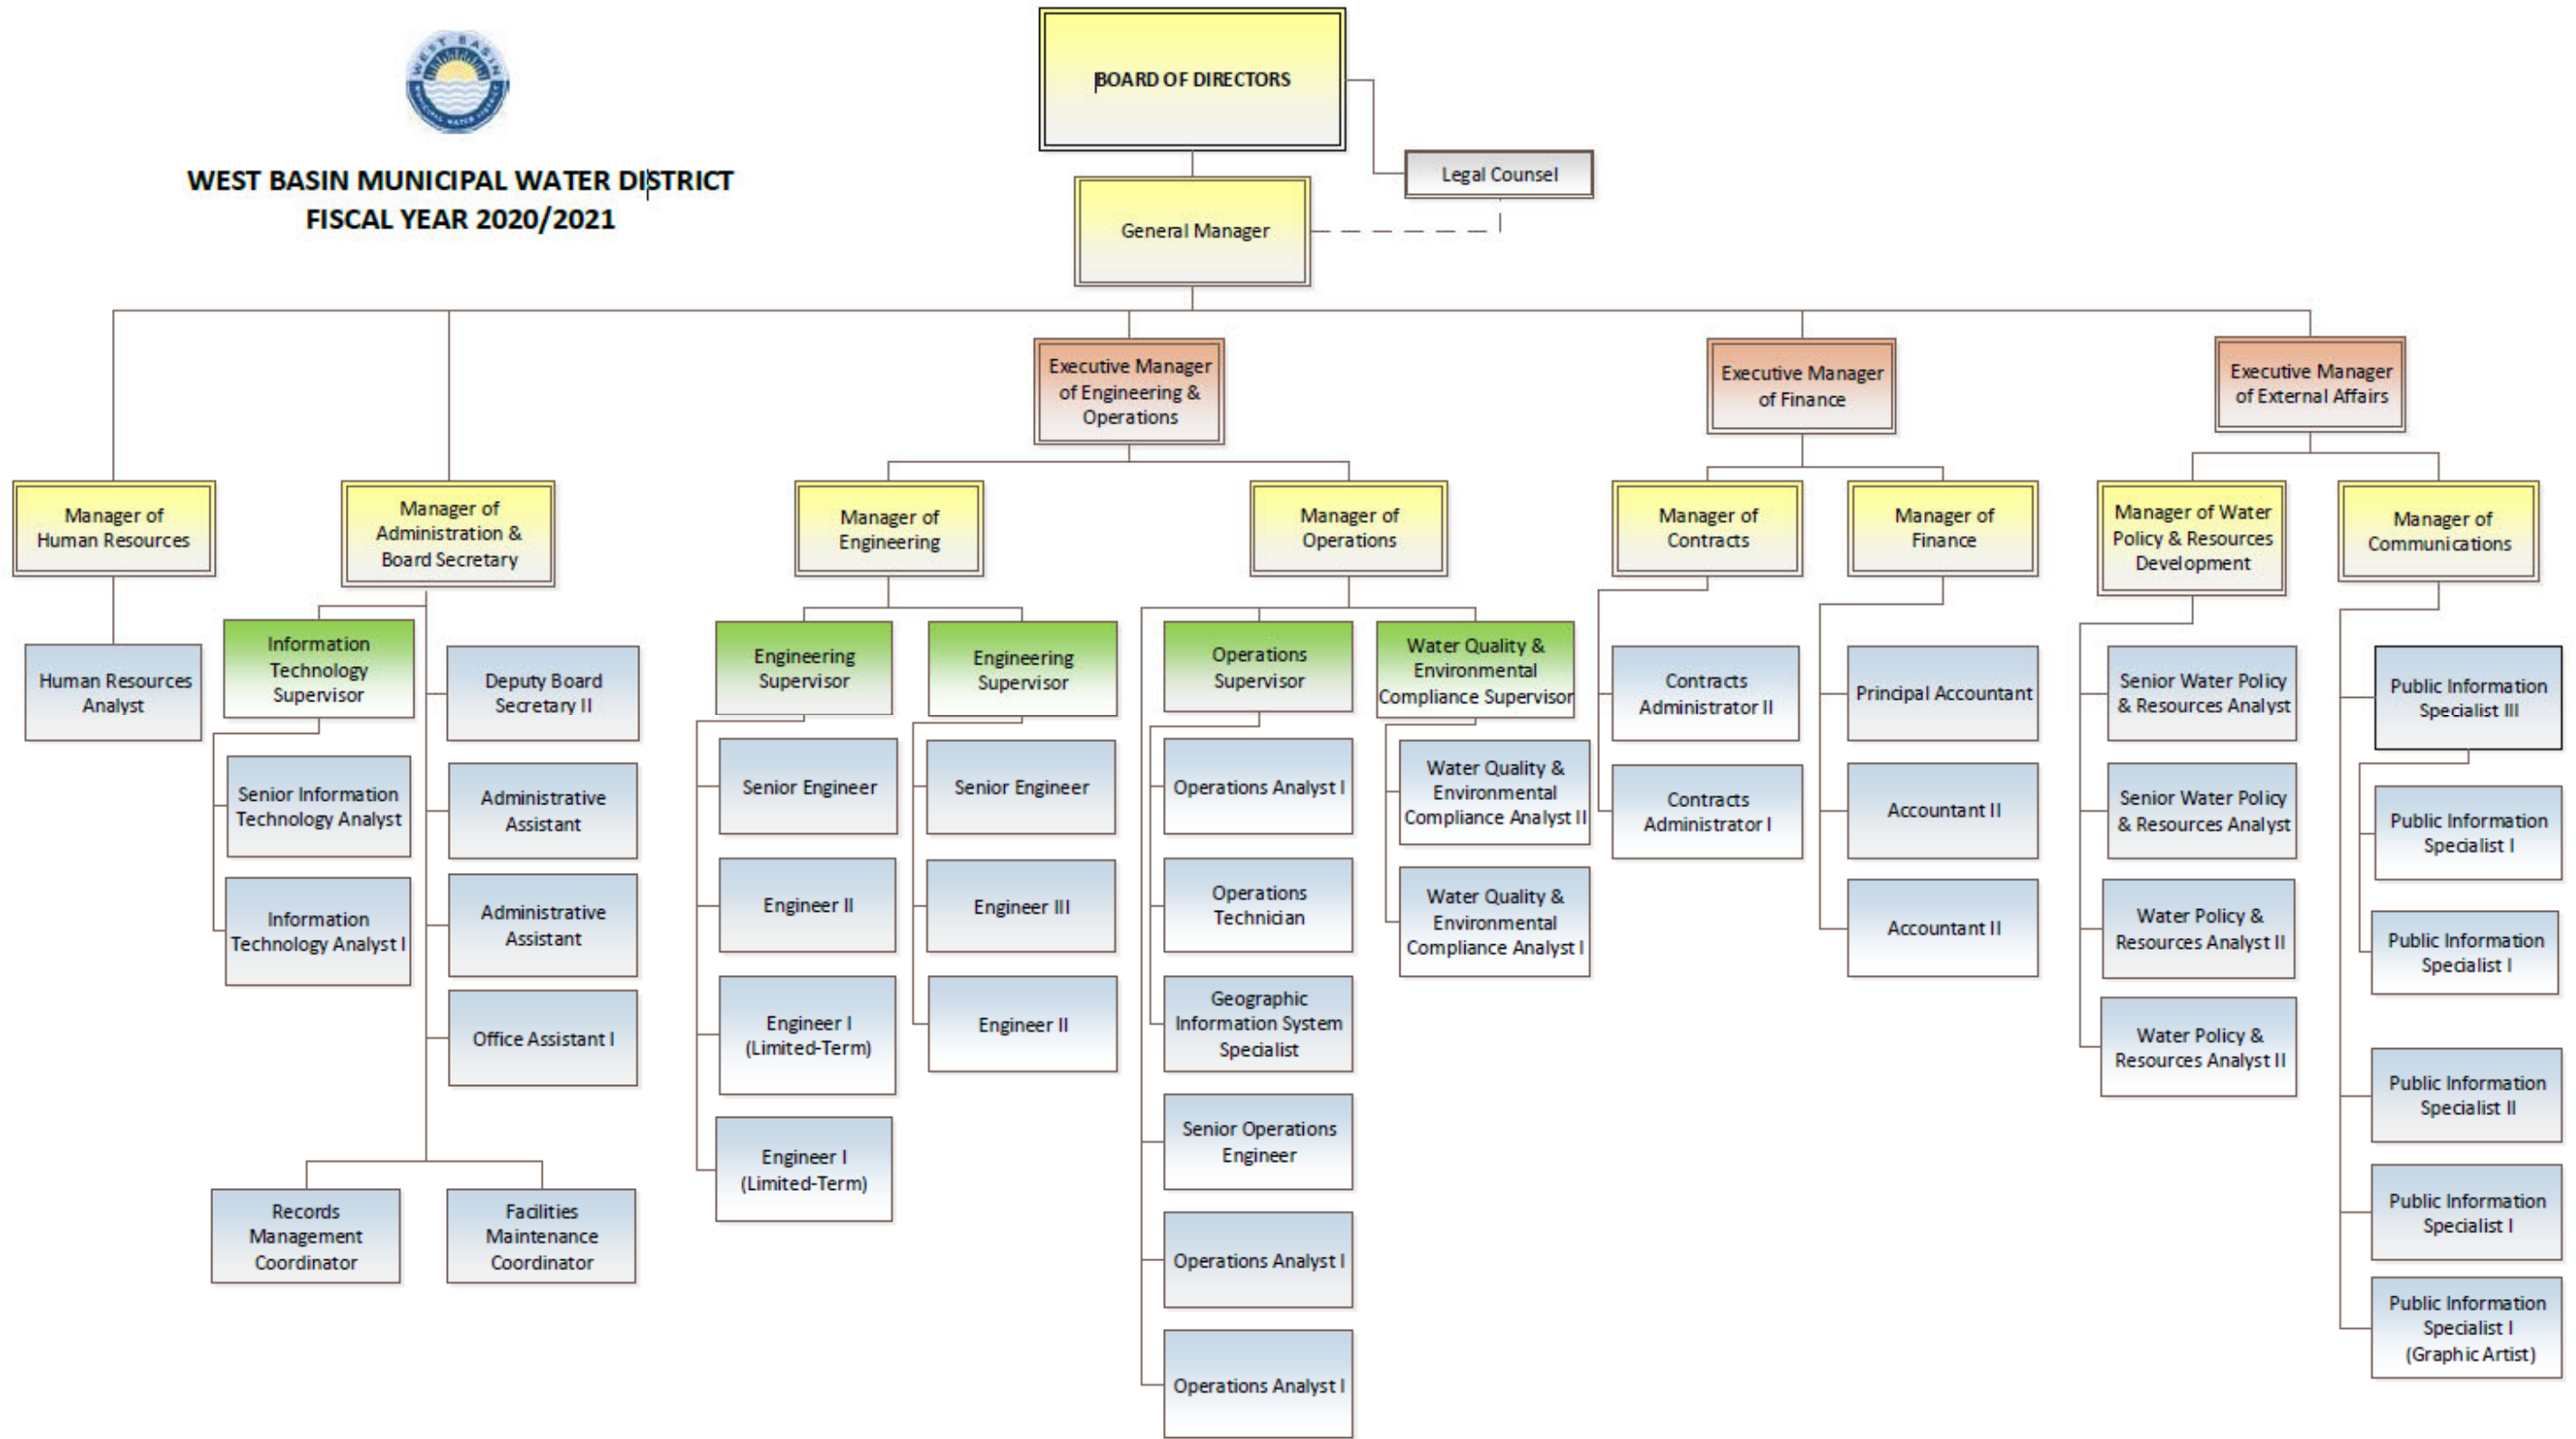 WEST BASIN
MUNICIPAL WATER DISTRICT
WEST BASIN MUNICIPAL WATER DISTRICT
FISCAL YEAR 2020/2021
BOARD OF DIRECTORS
Legal Counsel
General Manager
Executive Manager
of Engineering &
Operations
Executive Manager
of Finance
Executive Manager
of External Affairs
Manager of
Human Resources
Manager of
Administration &
Board Secretary
Manager of
Engineering
Manager of
Operations
Manager of
Contracts
Manager of
Finance
Manager of Water
Policy & Resources
Development
Manager of
Communications
Human Resources
Analyst
Information
Technology
Supervisor
Senior Information
Technology Analyst
Information
Technology Analyst I
Deputy Board
Secretary II
Administrative
Assistant
Administrative
Assistant
Office Assistant I
Records
Management
Coordinator
Facilities
Maintenance
Coordinator
Engineering
Supervisor
Senior Engineer
Engineer II
Engineer I
(Limited-Term)
Engineer I
(Limited-Term)
Engineering
Supervisor
Senior Engineer
Engineer III
Engineer II
Operations
Supervisor
Operations Analyst I
Operations
Technician
Geographic
Information System
Specialist
Senior Operations
Engineer
Operations Analyst I
Operations Analyst I
Water Quality &
Environmental
Compliance Supervisor
Water Quality &
Environmental
Compliance Analyst II
Water Quality &
Environmental
Compliance Analyst I
Contracts
Administrator II
Contracts
Administrator I
Principal Accountant
Accountant II
Accountant II
Senior Water Policy
& Resources Analyst
Senior Water Policy
& Resources Analyst
Water Policy &
Resources Analyst II
Water Policy &
Resources Analyst II
Public Information
Specialist III
Public Information
Specialist I
Public Information
Specialist I
Public Information
Specialist II
Public Information
Specialist I
Public Information
Specialist I
(Graphic Artist)